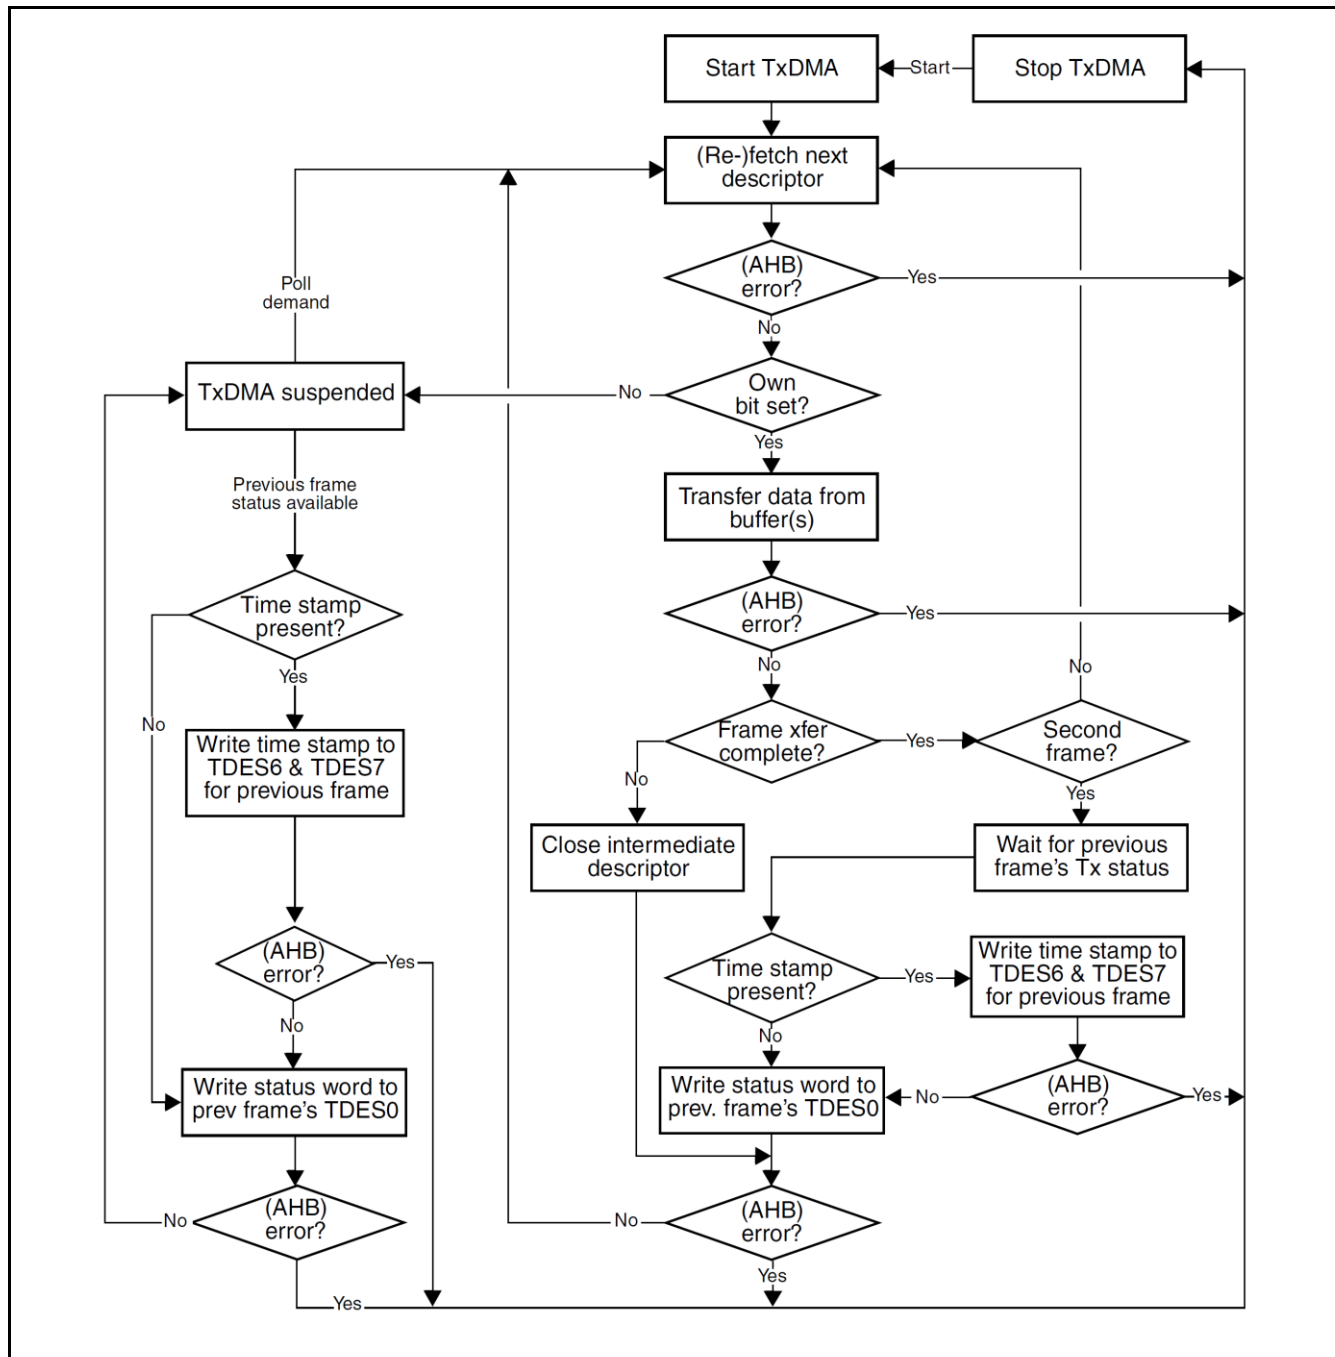 Start TxDMA
Start
Stop TxDMA
(Re-)fetch next
descriptor
(AHB)
error?
Yes
No
Poll
demand
TxDMA suspended
No
Own
bit set?
Yes
Previous frame
status available
Transfer data from
buffer(s)
Time stamp
present?
(AHB)
error?
Yes
No
Yes
No
No
Write time stamp to
TDES6 & TDES7
for previous frame
Frame xfer
complete?
Yes
Second
frame?
No
Yes
Close intermediate
descriptor
Wait for previous
frame's Tx status
(AHB)
error?
Yes
No
Time stamp
present?
Yes
Write time stamp to
TDES6 & TDES7
for previous frame
No
Write status word to
prev frame's TDES0
Write status word to
prev. frame's TDES0
No
(AHB)
error?
Yes
No
(AHB)
error?
Yes
No
(AHB)
error?
Yes